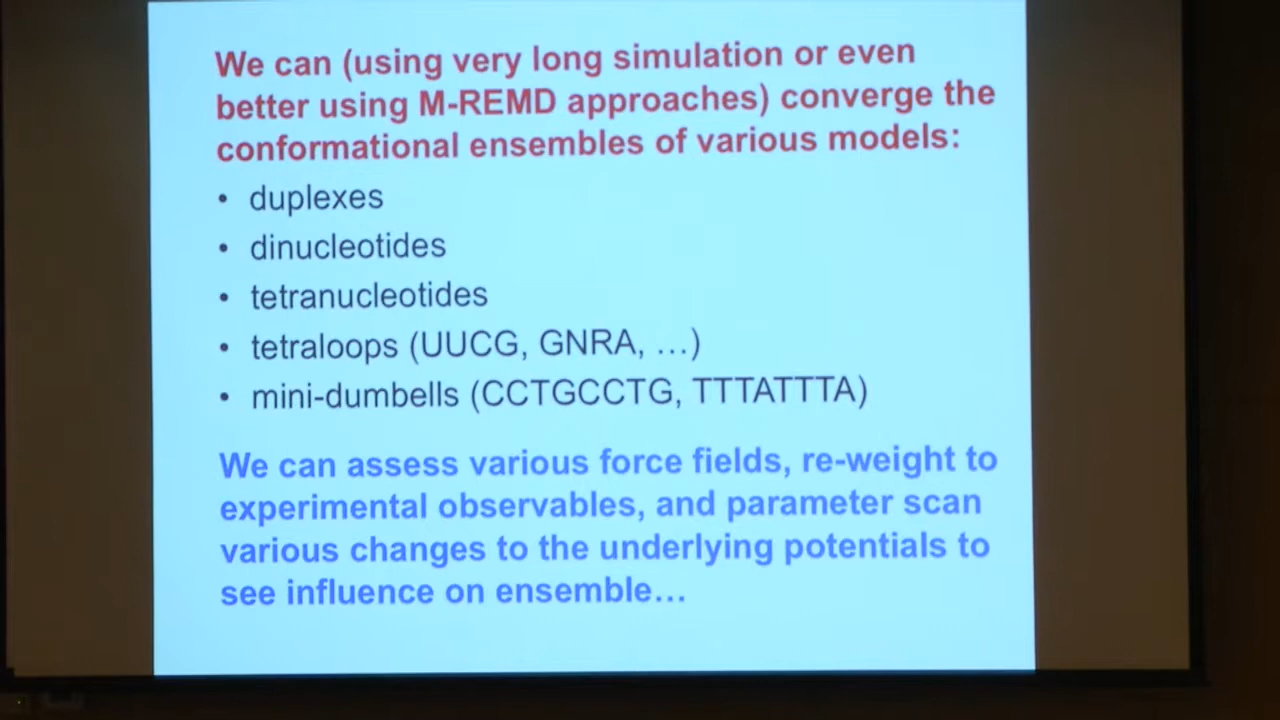 We can (using very long simulation or even
better using M-REMD approaches) converge the
conformational ensembles of various models:
• duplexes
• dinucleotides
• tetranucleotides
• tetraloops (UUCG, GNRA, …)
• mini-dumbells (CCTGCCTG, TTTATTTA)
We can assess various force fields, re-weight to
experimental observables, and parameter scan
various changes to the underlying potentials to
see influence on ensemble…